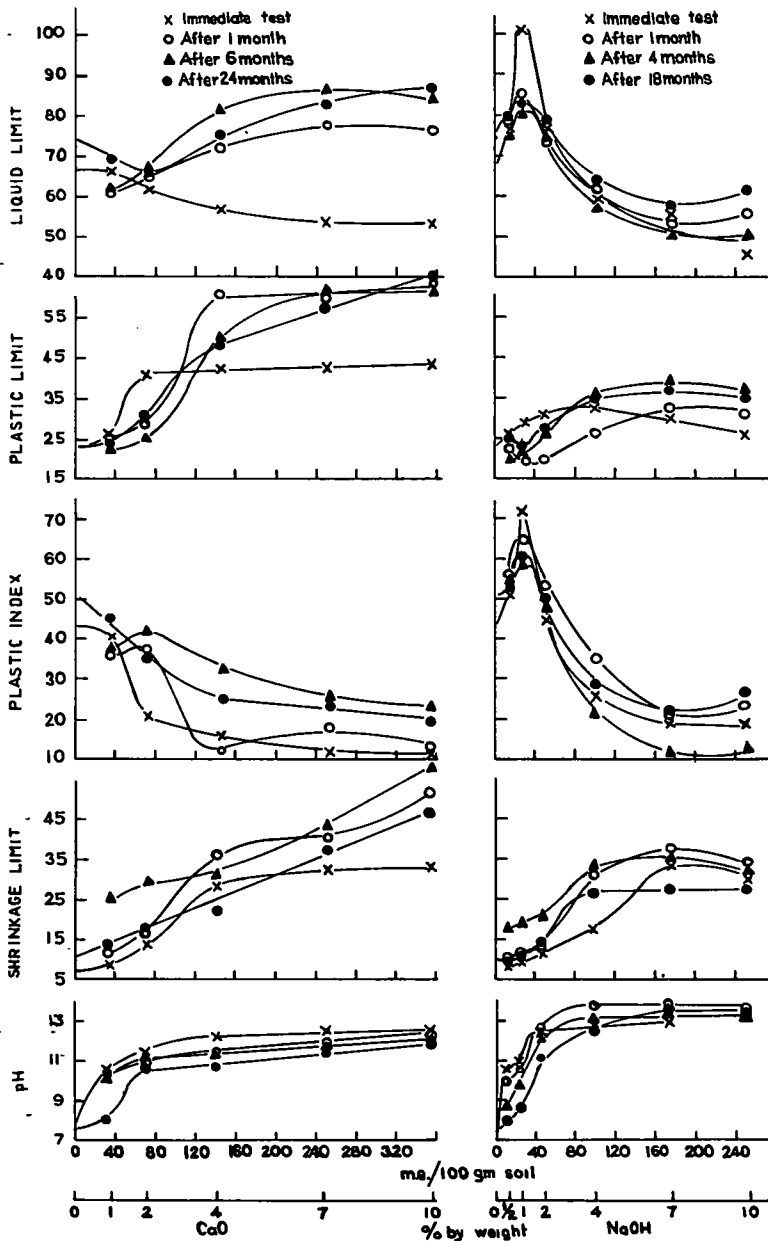 × Immediate test
○ After 1 month
▲ After 6 months
● After 24 months
× Immediate test
○ After 1 month
▲ After 4 months
● After 18 months
LIQUID LIMIT
100
90
80
70
60
50
40
PLASTIC LIMIT
55
45
35
25
15
PLASTIC INDEX
70
60
50
40
30
20
10
SHRINKAGE LIMIT
45
35
25
15
5
pH
13
11
9
7
0 40 80 120 160 200 240 280 320
0 40 80 120 160 200 240
m.e./100 gm soil
0 1 2 4 7 10
CaO
% by weight
0 ½ 1 2 4 7 10
NaOH